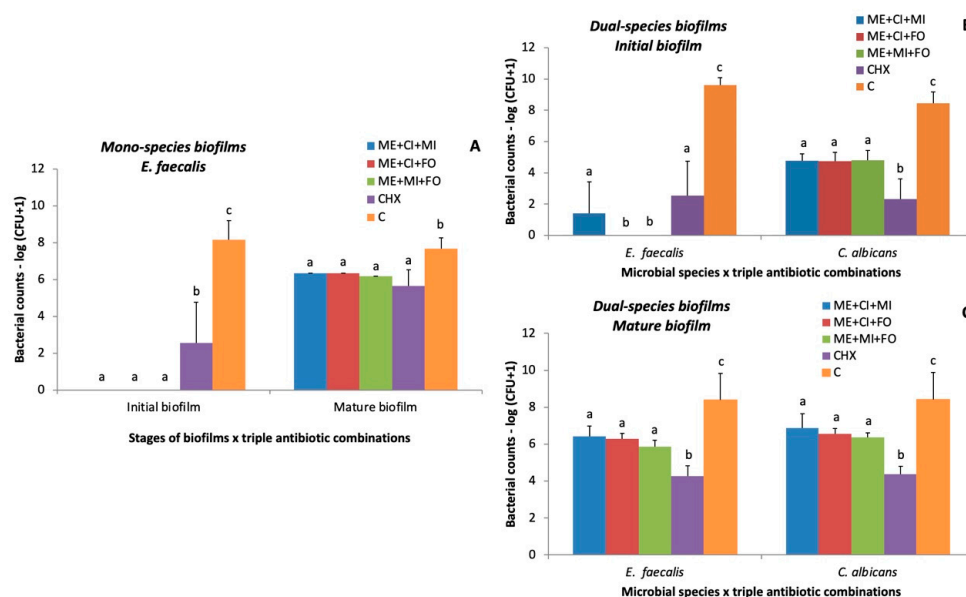 Mono-species biofilms
E. faecalis
A
ME+CI+MI
ME+CI+FO
ME+MI+FO
CHX
C
Bacterial counts - log (CFU+1)
12
10
8
6
4
2
0
a a a b c
a a a a b
Initial biofilm Mature biofilm
Stages of biofilms x triple antibiotic combinations
Dual-species biofilms
Initial biofilm
ME+CI+MI
ME+CI+FO
ME+MI+FO
CHX
C
Bacterial counts - log (CFU+1)
12
10
8
6
4
2
0
a b b a c
a a a b c
E. faecalis C. albicans
Microbial species x triple antibiotic combinations
Dual-species biofilms
Mature biofilm
ME+CI+MI
ME+CI+FO
ME+MI+FO
CHX
C
Bacterial counts - log (CFU+1)
12
10
8
6
4
2
0
a a a b c
a a a b c
E. faecalis C. albicans
Microbial species x triple antibiotic combinations